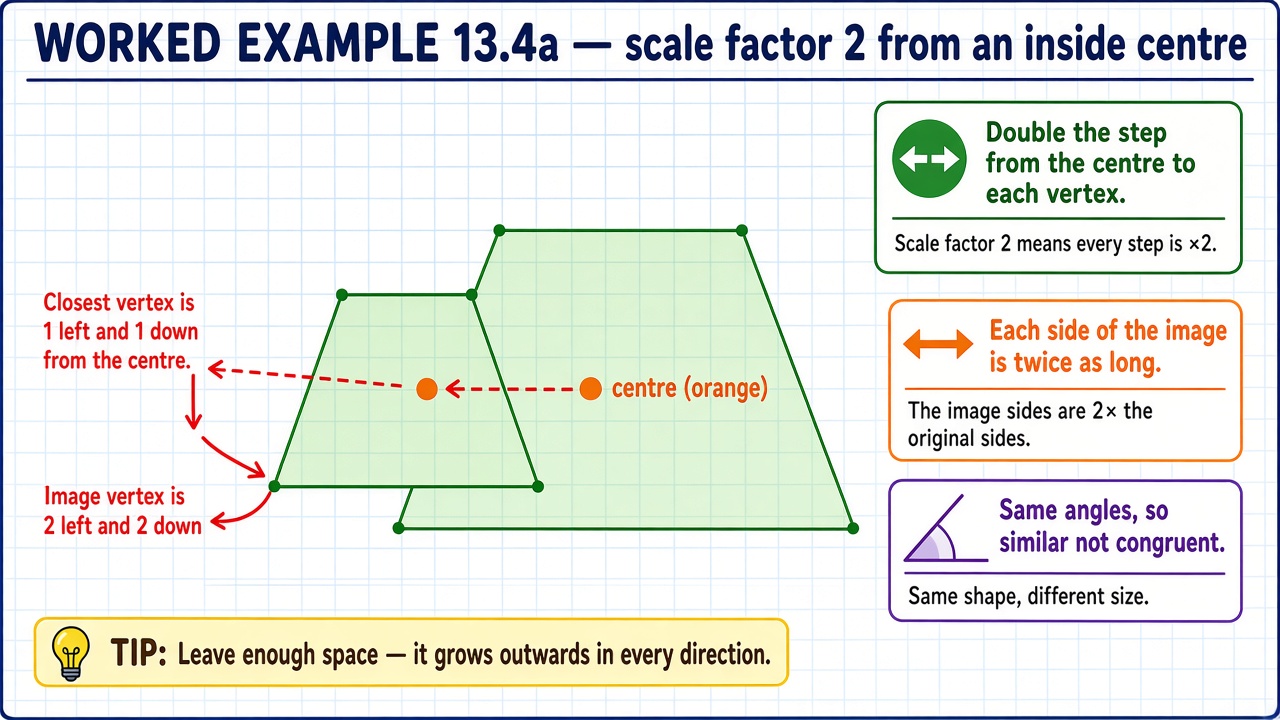 WORKED EXAMPLE 13.4a — scale factor 2 from an inside centre
Double the step
from the centre to
each vertex.
Scale factor 2 means every step is ×2.
Closest vertex is
1 left and 1 down
from the centre.
centre (orange)
Each side of the image
is twice as long.
The image sides are 2× the
original sides.
Image vertex is
2 left and 2 down
Same angles, so
similar not congruent.
Same shape, different size.
TIP: Leave enough space — it grows outwards in every direction.